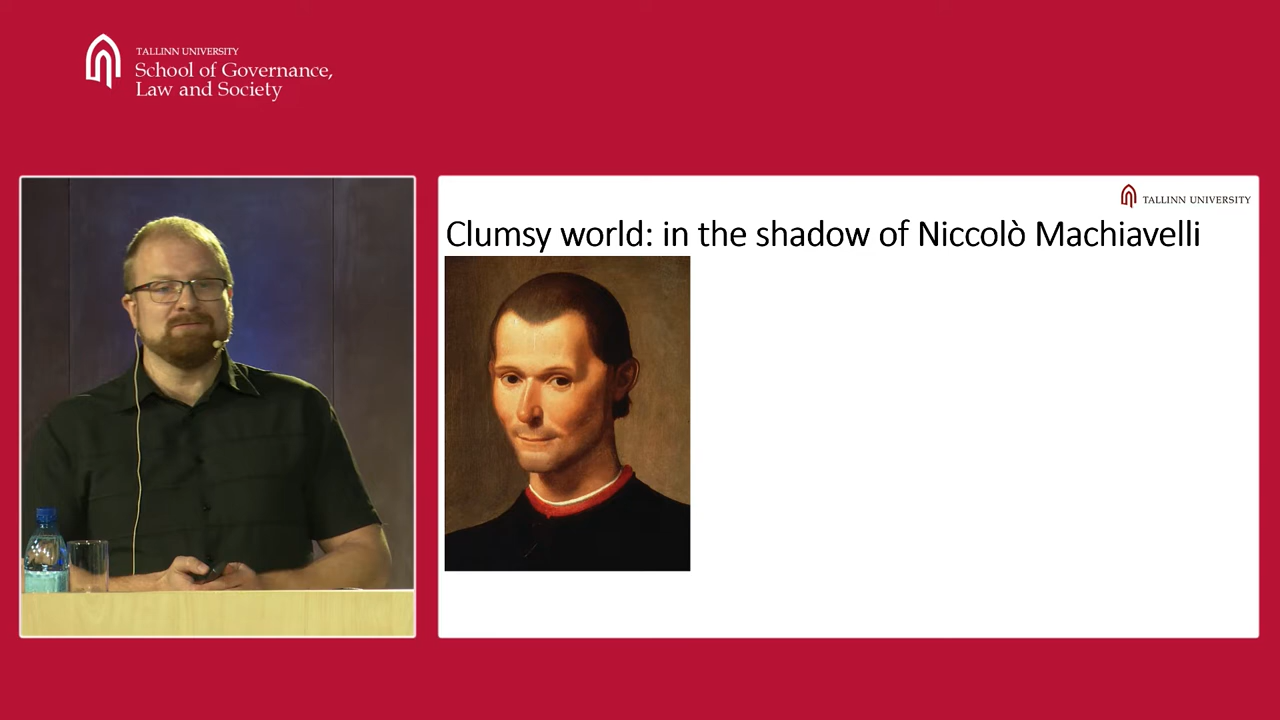 TALLINN UNIVERSITY
School of Governance,
Law and Society
TALLINN UNIVERSITY
Clumsy world: in the shadow of Niccolò Machiavelli